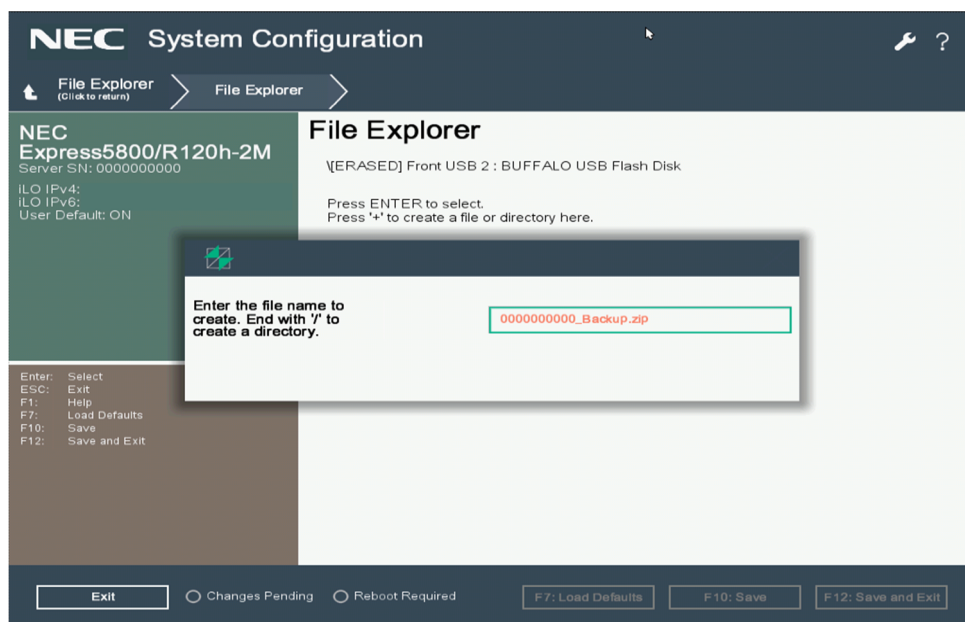 NEC System Configuration
?
File Explorer
(Click to return)
File Explorer
NEC
Express5800/R120h-2M
Server SN: 0000000000
iLO IPv4:
iLO IPv6:
User Default: ON
File Explorer
\[ERASED] Front USB 2 : BUFFALO USB Flash Disk
Press ENTER to select.
Press '+' to create a file or directory here.
Enter the file name to
create. End with '/' to
create a directory.
0000000000_Backup.zip
Enter: Select
ESC: Exit
F1: Help
F7: Load Defaults
F10: Save
F12: Save and Exit
Exit
Changes Pending
Reboot Required
F7: Load Defaults
F10: Save
F12: Save and Exit